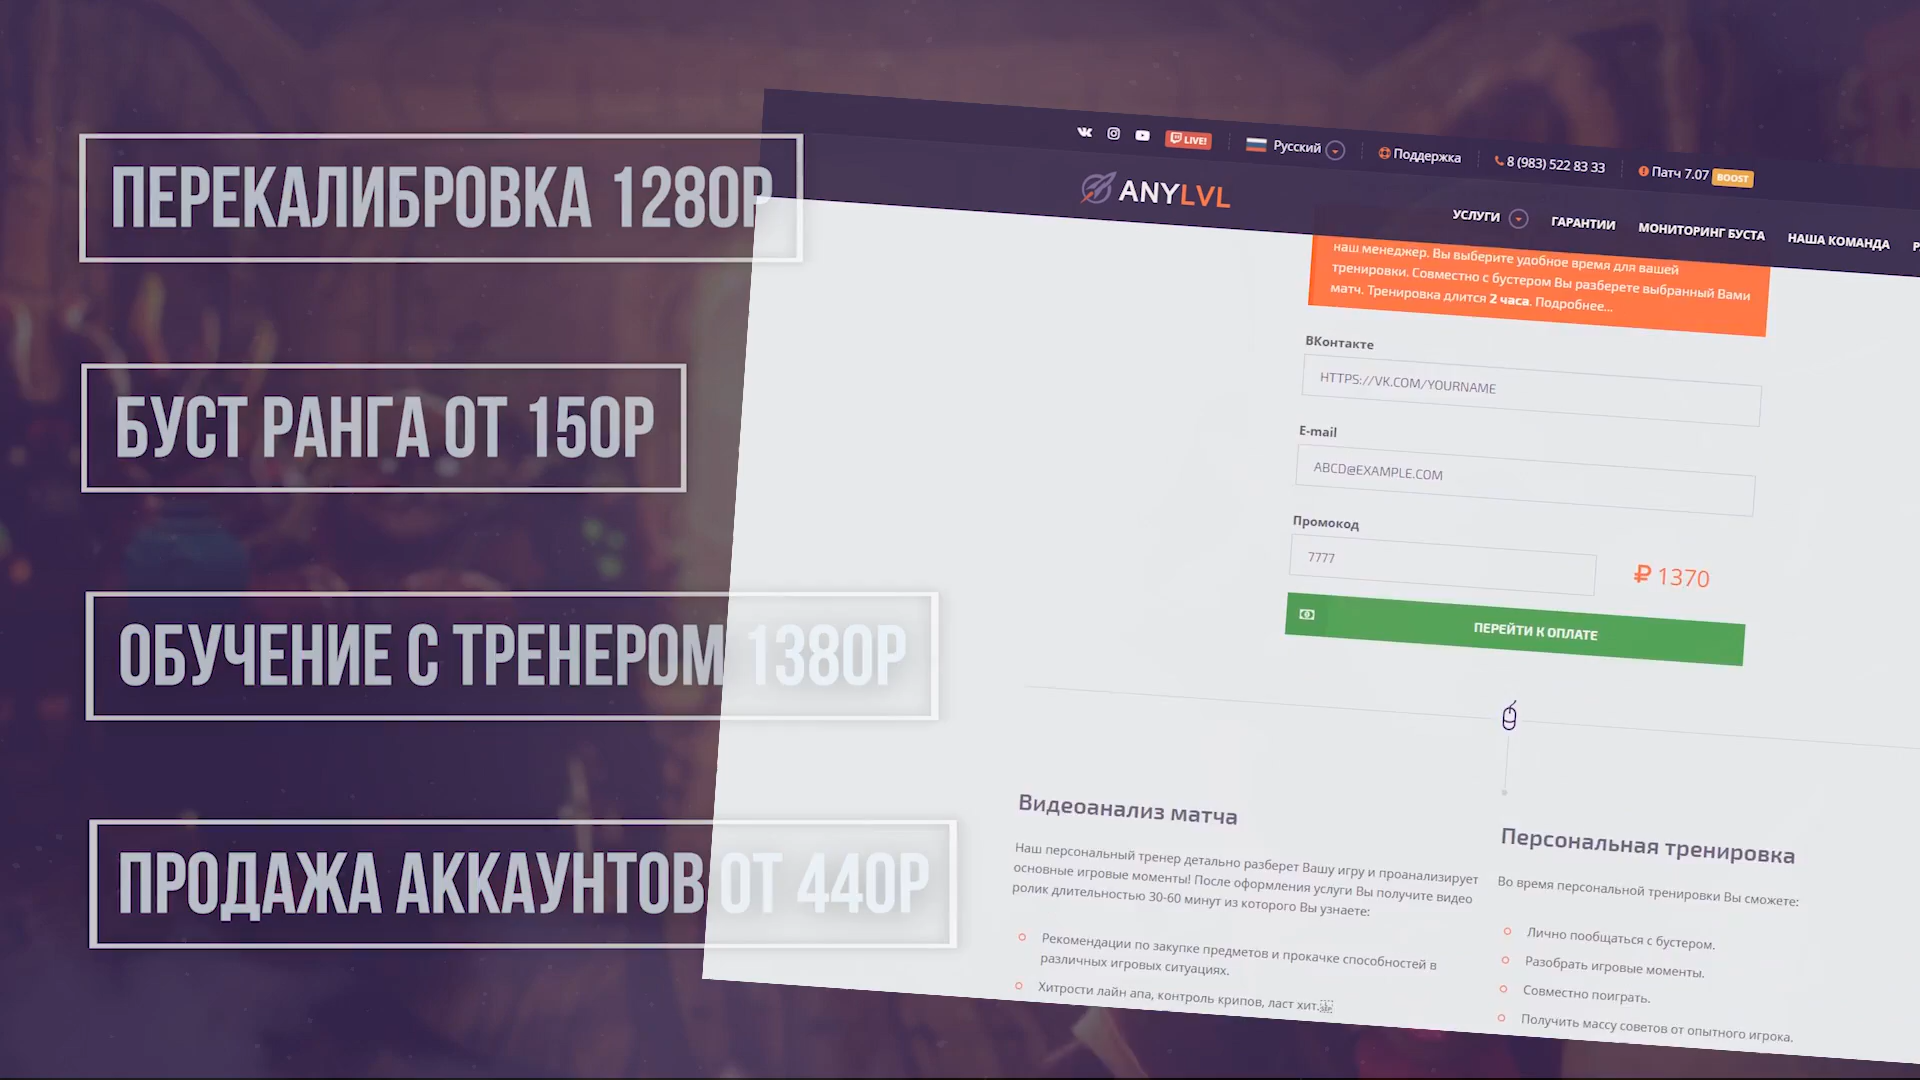 ПЕРЕКАЛИБРОВКА 1280Р
БУСТ РАНГА ОТ 150Р
ОБУЧЕНИЕ С ТРЕНЕРОМ 1380Р
ПРОДАЖА АККАУНТОВ ОТ 440Р
LIVE!
Русский
Поддержка
8 (983) 522 83 33
Патч 7.07 BOOST
ANYLVL
УСЛУГИ
ГАРАНТИИ
МОНИТОРИНГ БУСТА
НАША КОМАНДА
наш менеджер. Вы выберите удобное время для вашей
тренировки. Совместно с бустером Вы разберете выбранный Вами
матч. Тренировка длится 2 часа. Подробнее...
ВКонтакте
HTTPS://VK.COM/YOURNAME
E-mail
ABCD@EXAMPLE.COM
Промокод
7777
₽ 1370
ПЕРЕЙТИ К ОПЛАТЕ
Видеоанализ матча
Наш персональный тренер детально разберет Вашу игру и проанализирует
основные игровые моменты! После оформления услуги Вы получите видео
ролик длительностью 30-60 минут из которого Вы узнаете:
Рекомендации по закупке предметов и прокачке способностей в
различных игровых ситуациях.
Хитрости лайн апа, контроль крипов, ласт хит.
Персональная тренировка
Во время персональной тренировки Вы сможете:
Лично пообщаться с бустером.
Разобрать игровые моменты.
Совместно поиграть.
Получить массу советов от опытного игрока.